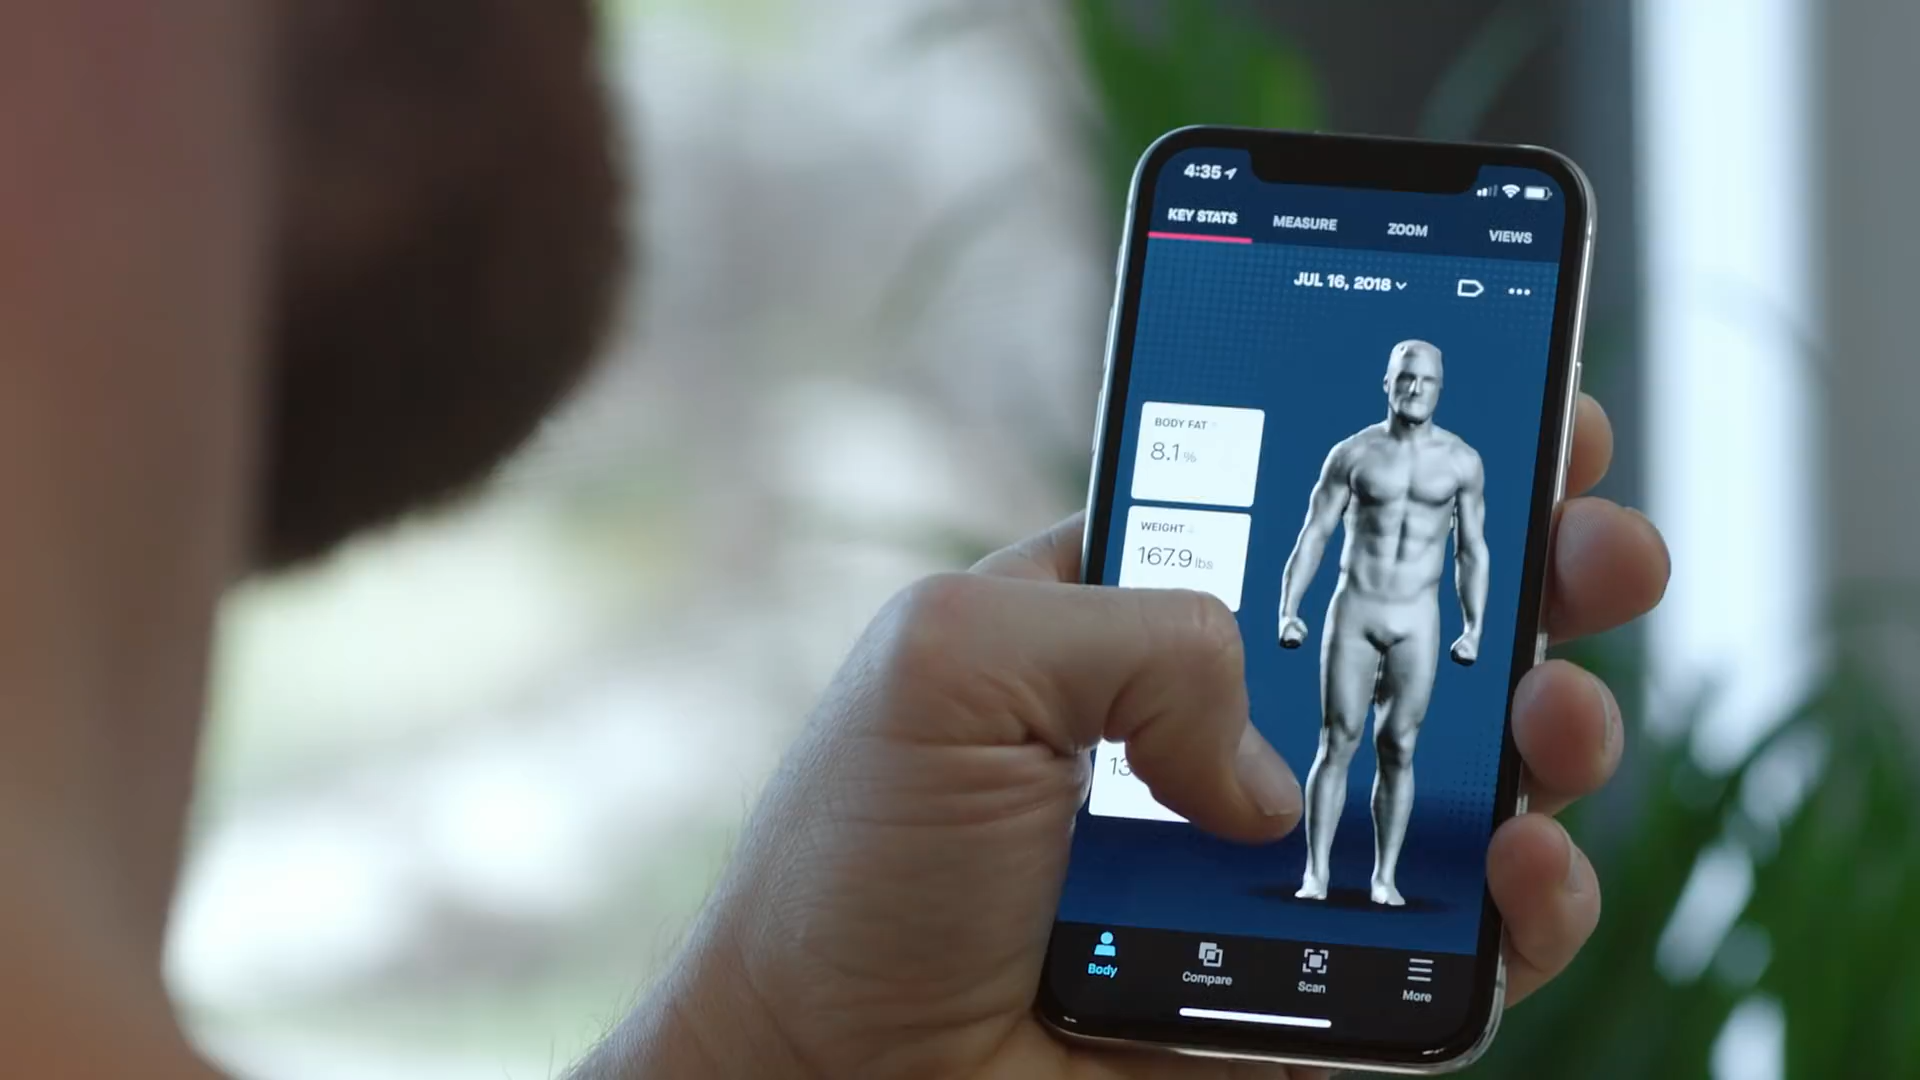 4:35
KEY STATS MEASURE ZOOM VIEWS
JUL 16, 2018
BODY FAT
8.1 %
WEIGHT
167.9 lbs
Body Compare Scan More